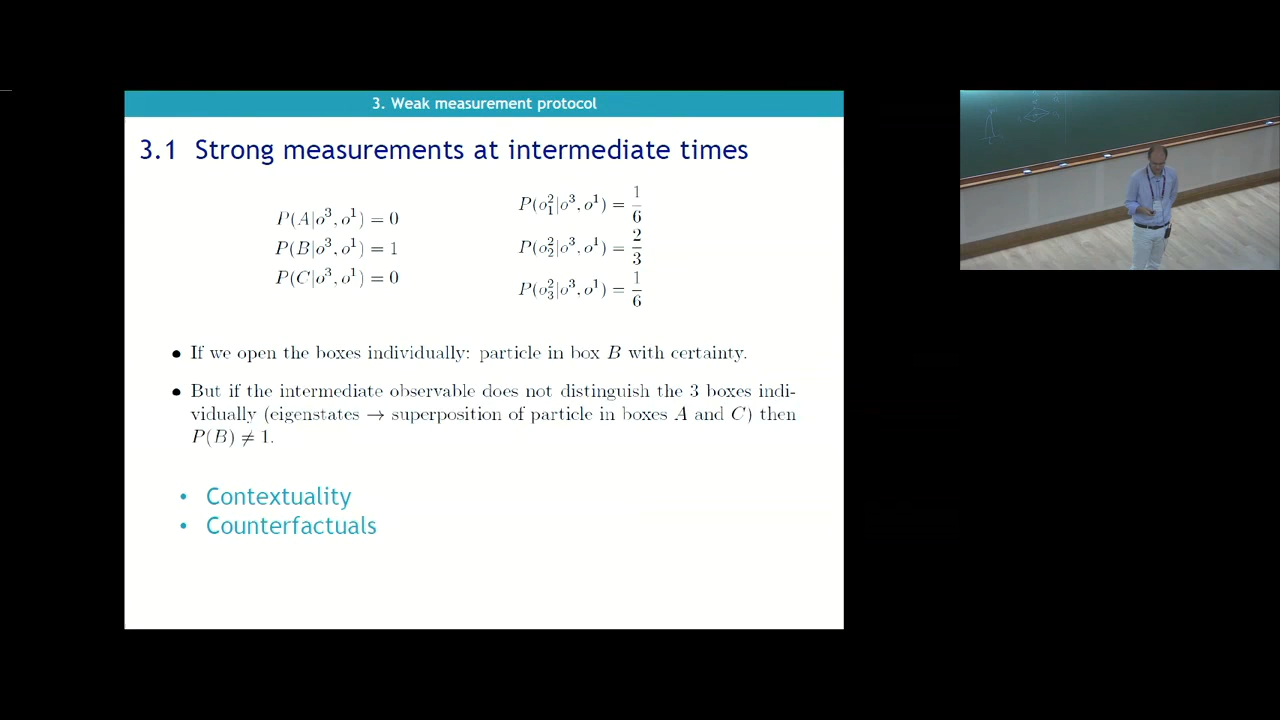 3. Weak measurement protocol
3.1 Strong measurements at intermediate times
P(A|o³, o¹) = 0
P(B|o³, o¹) = 1
P(C|o³, o¹) = 0
P(o₁²|o³, o¹) = 1/6
P(o₂²|o³, o¹) = 2/3
P(o₃²|o³, o¹) = 1/6
• If we open the boxes individually: particle in box B with certainty.
• But if the intermediate observable does not distinguish the 3 boxes indi-
vidually (eigenstates → superposition of particle in boxes A and C) then
P(B) ≠ 1.
• Contextuality
• Counterfactuals